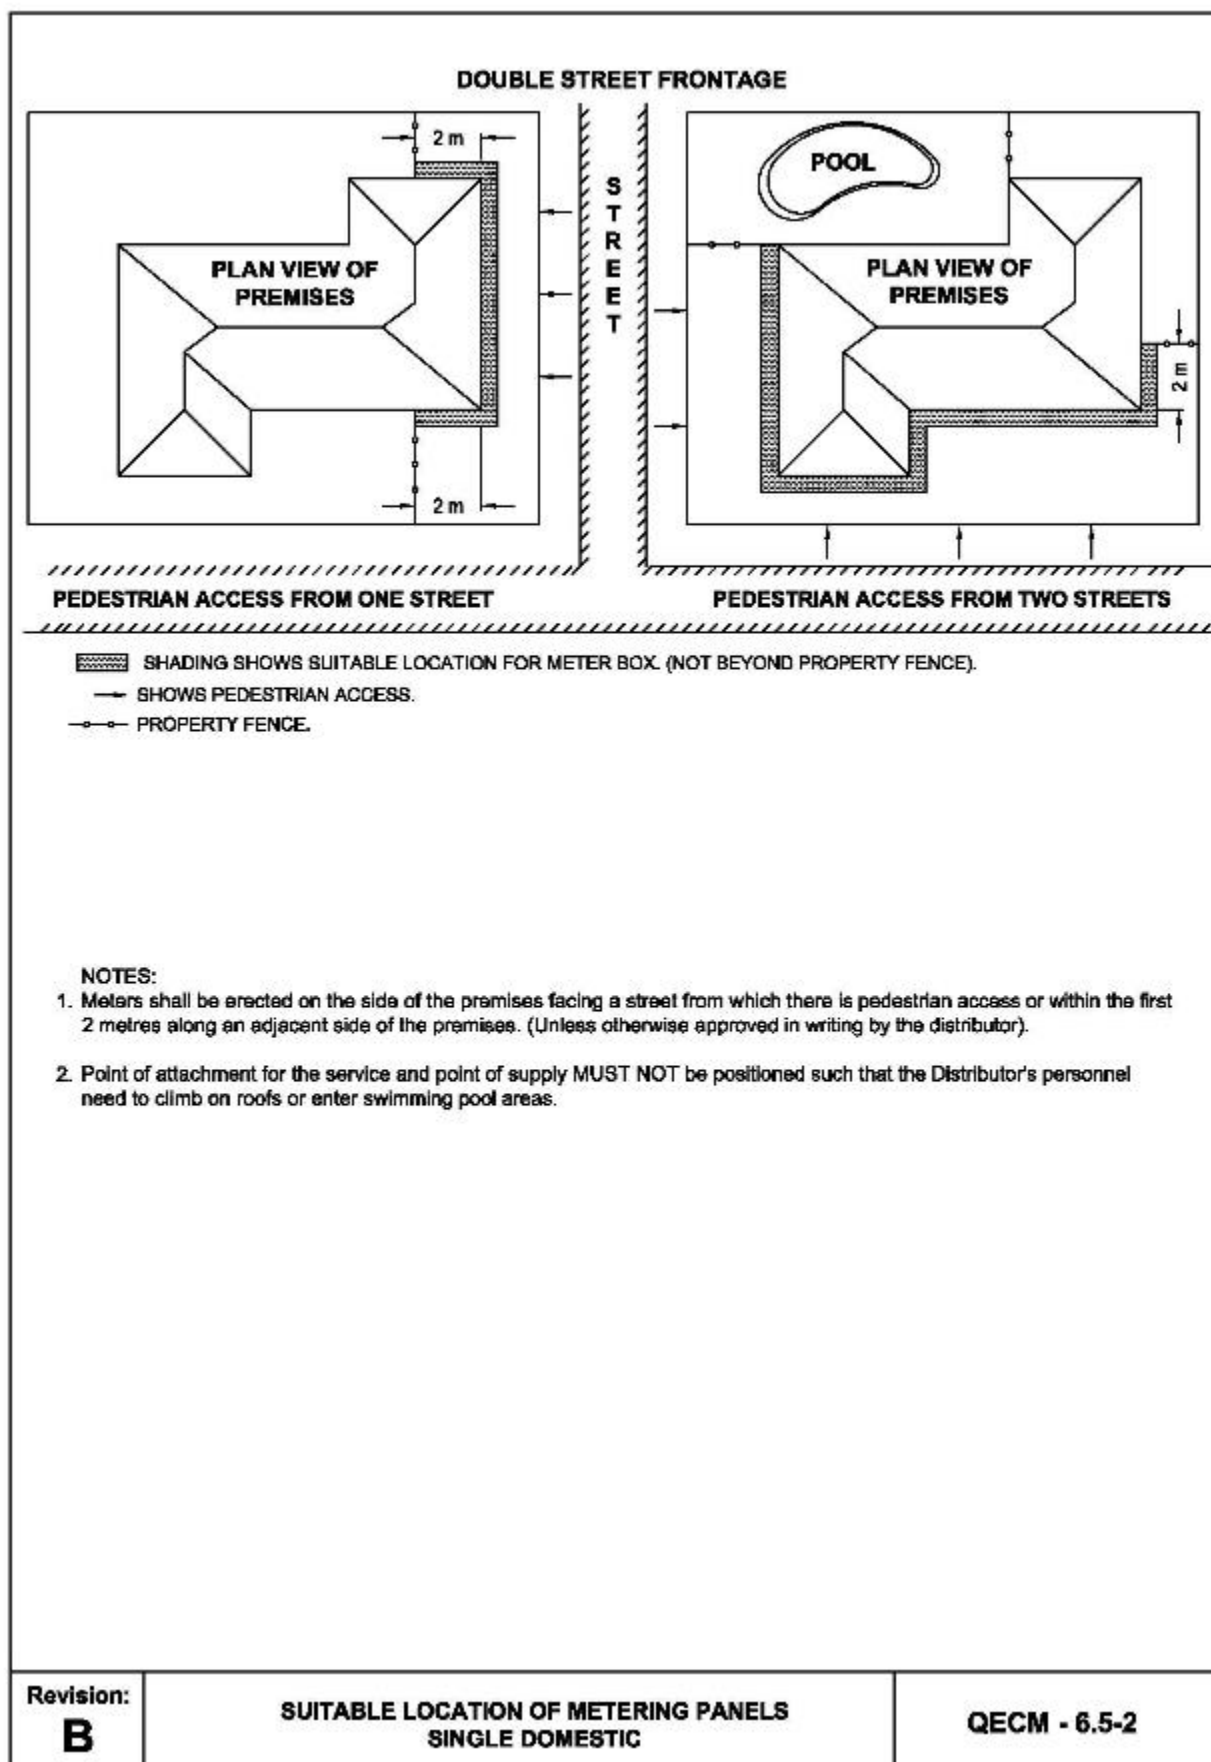 DOUBLE STREET FRONTAGE
2 m
PLAN VIEW OF
PREMISES
2 m
S
T
R
E
E
T
POOL
PLAN VIEW OF
PREMISES
2 m
PEDESTRIAN ACCESS FROM ONE STREET
PEDESTRIAN ACCESS FROM TWO STREETS
SHADING SHOWS SUITABLE LOCATION FOR METER BOX. (NOT BEYOND PROPERTY FENCE).
SHOWS PEDESTRIAN ACCESS.
PROPERTY FENCE.
NOTES:
1. Meters shall be erected on the side of the premises facing a street from which there is pedestrian access or within the first
2 metres along an adjacent side of the premises. (Unless otherwise approved in writing by the distributor).
2. Point of attachment for the service and point of supply MUST NOT be positioned such that the Distributor's personnel
need to climb on roofs or enter swimming pool areas.
Revision:
B
SUITABLE LOCATION OF METERING PANELS
SINGLE DOMESTIC
QECM - 6.5-2